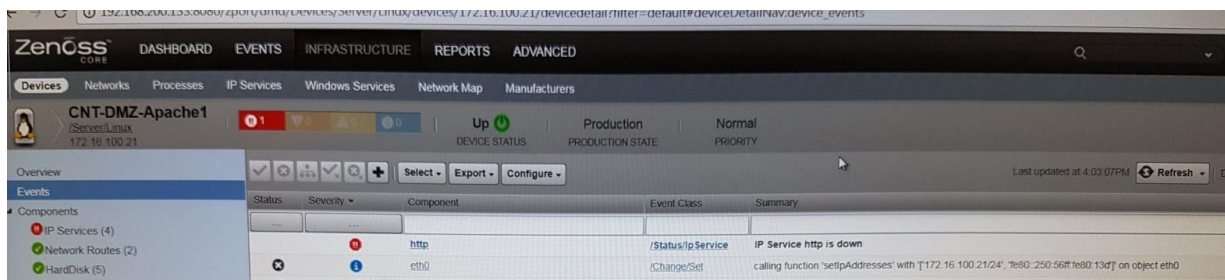 192.168.200.133:8080/zport/dmd/Devices/Server/Linux/devices/172.16.100.21/devicedetail?filter=default#deviceDetailNav:device_events
Zenoss DASHBOARD EVENTS INFRASTRUCTURE REPORTS ADVANCED
CORE
Devices Networks Processes IP Services Windows Services Network Map Manufacturers
CNT-DMZ-Apache1
/Server/Linux
172.16.100.21
1 0 0 0
Up Production Normal
DEVICE STATUS PRODUCTION STATE PRIORITY
Overview
Select Export Configure Last updated at 4:03:07PM Refresh
Events
Status Severity Component Event Class Summary
Components
... ...
IP Services (4)
http /Status/IpService IP Service http is down
Network Routes (2)
HardDisk (5)
eth0 /Change/Set calling function 'setIpAddresses' with '['172.16.100.21/24', 'fe80::250:56ff:fe80:13d']' on object eth0